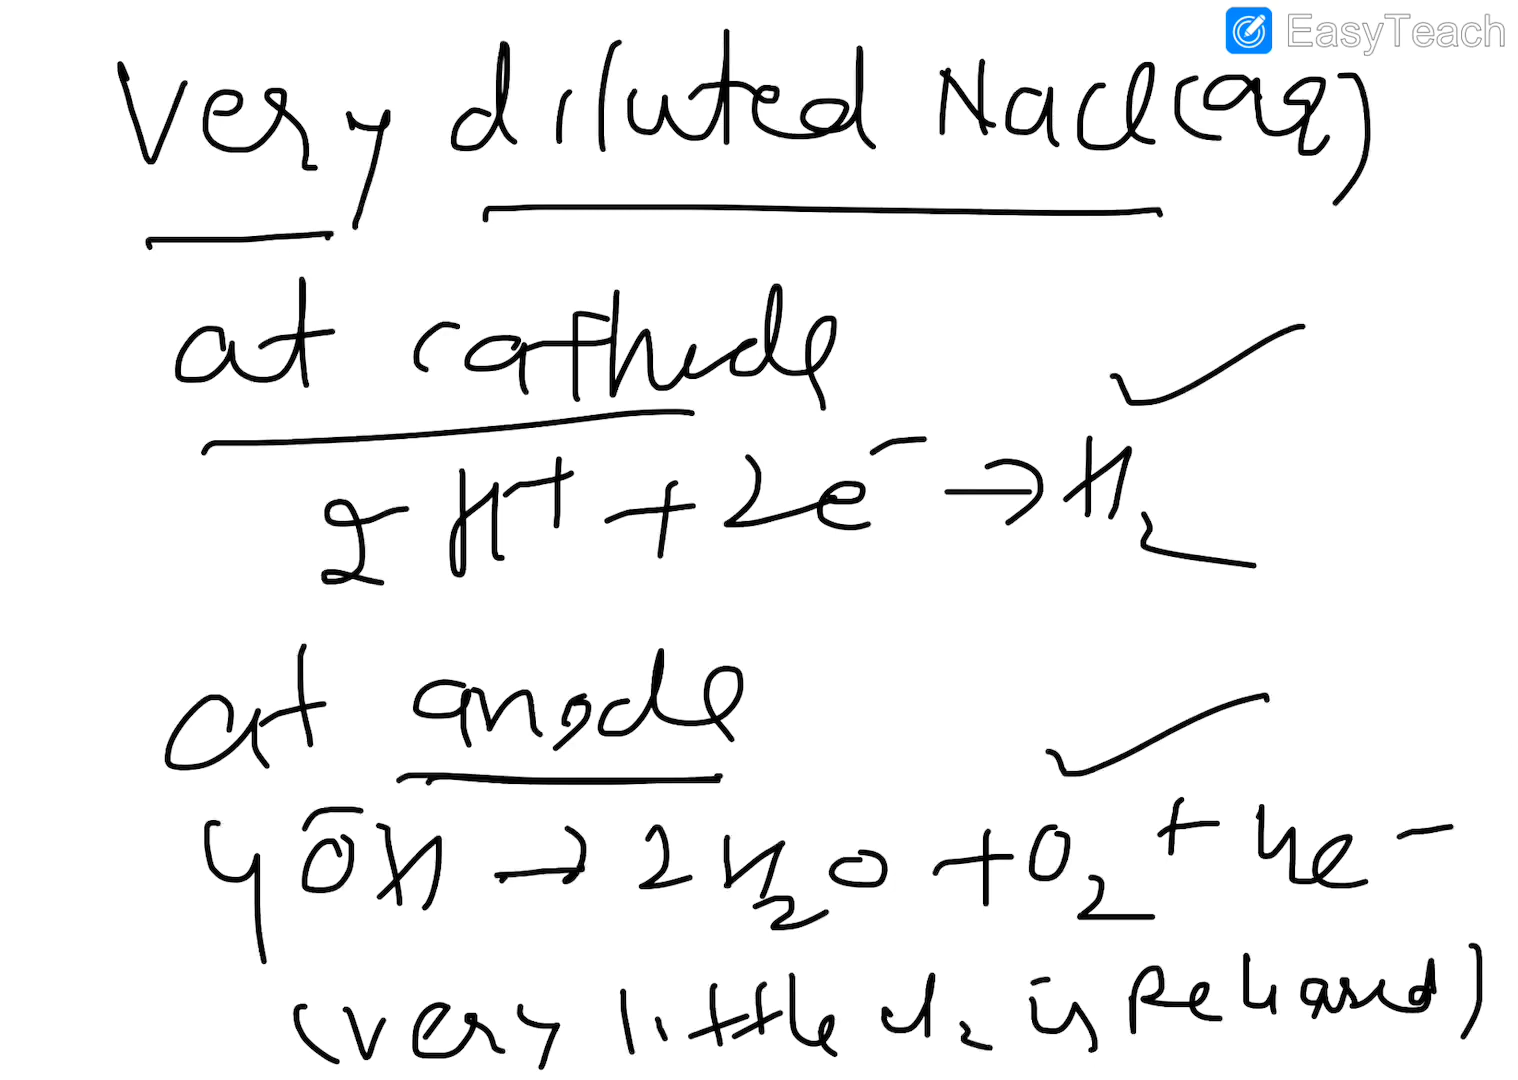 EasyTeach
Very diluted NaCl(aq)
at cathode
2H⁺ + 2e⁻ → H₂
at anode
4ŌH → 2H₂O + O₂ + 4e⁻
(very little Cl₂ is Released)